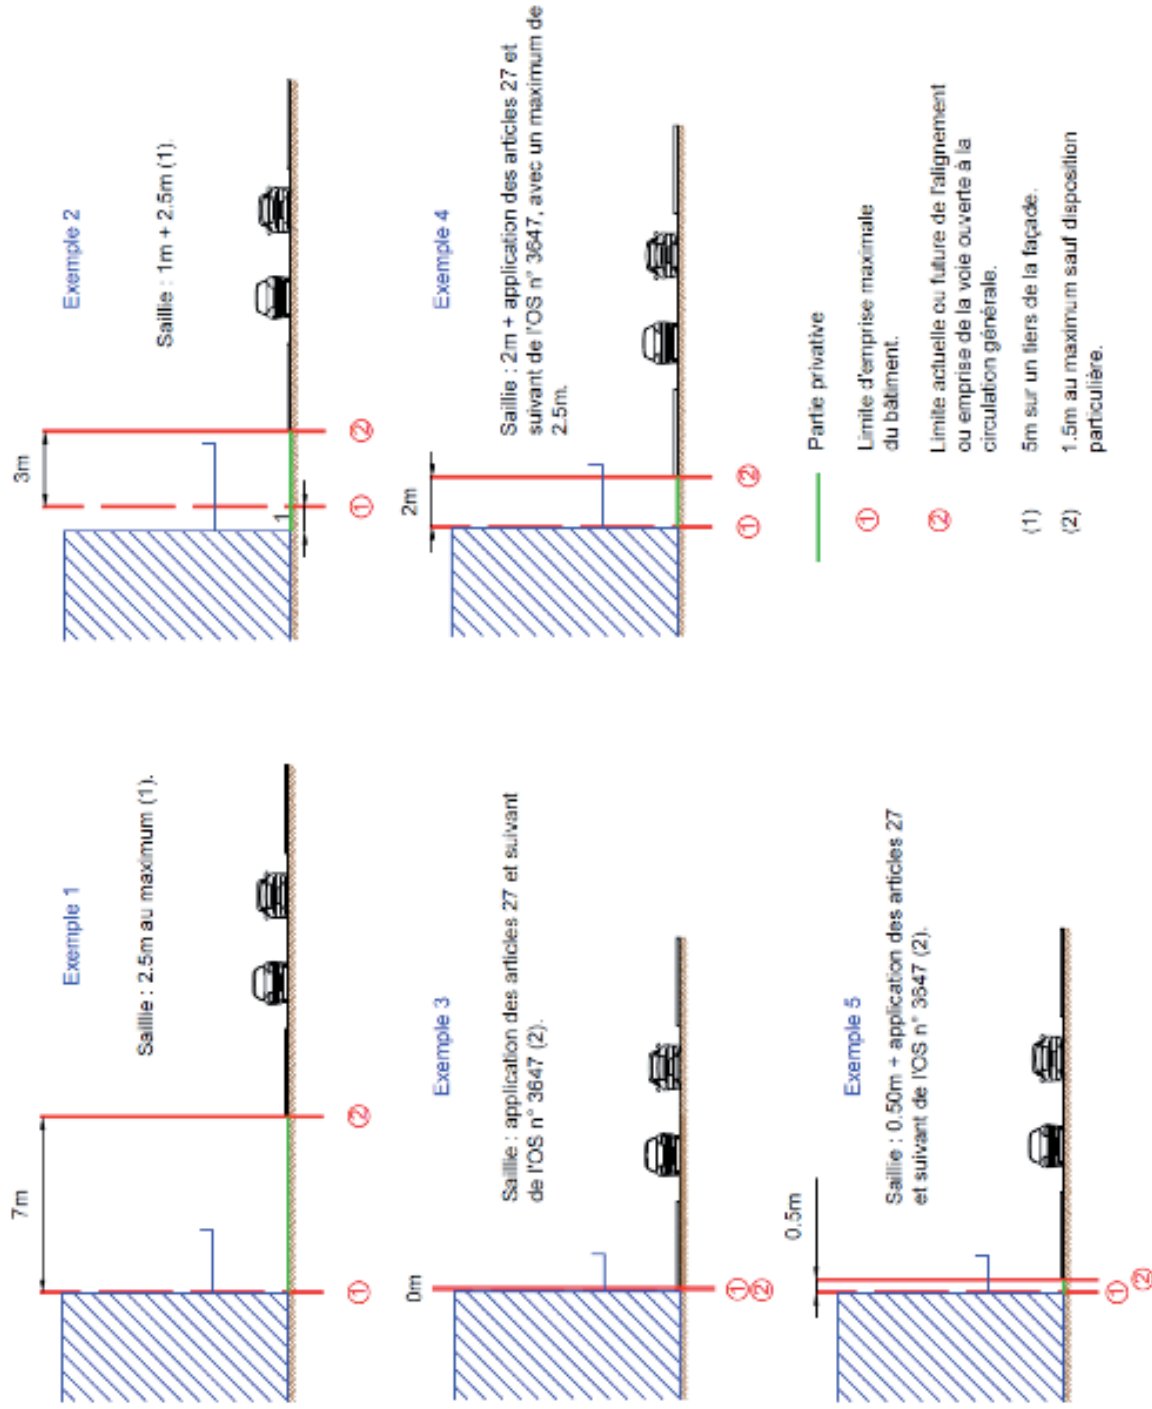 Exemple 1
7m
Saillie : 2.5m au maximum (1).
①
②
Exemple 2
3m
Saillie : 1m + 2.5m (1).
1
①
②
Exemple 3
0m
Saillie : application des articles 27 et suivant
de l'OS n° 3647 (2).
①
②
Exemple 4
2m
Saillie : 2m + application des articles 27 et
suivant de l'OS n° 3647, avec un maximum de
2.5m.
①
②
Exemple 5
0.5m
Saillie : 0.50m + application des articles 27
et suivant de l'OS n° 3647 (2).
①
②
Partie privative
① Limite d'emprise maximale
du bâtiment.
② Limite actuelle ou future de l'alignement
ou emprise de la voie ouverte à la
circulation générale.
(1) 5m sur un tiers de la façade.
(2) 1.5m au maximum sauf disposition
particulière.